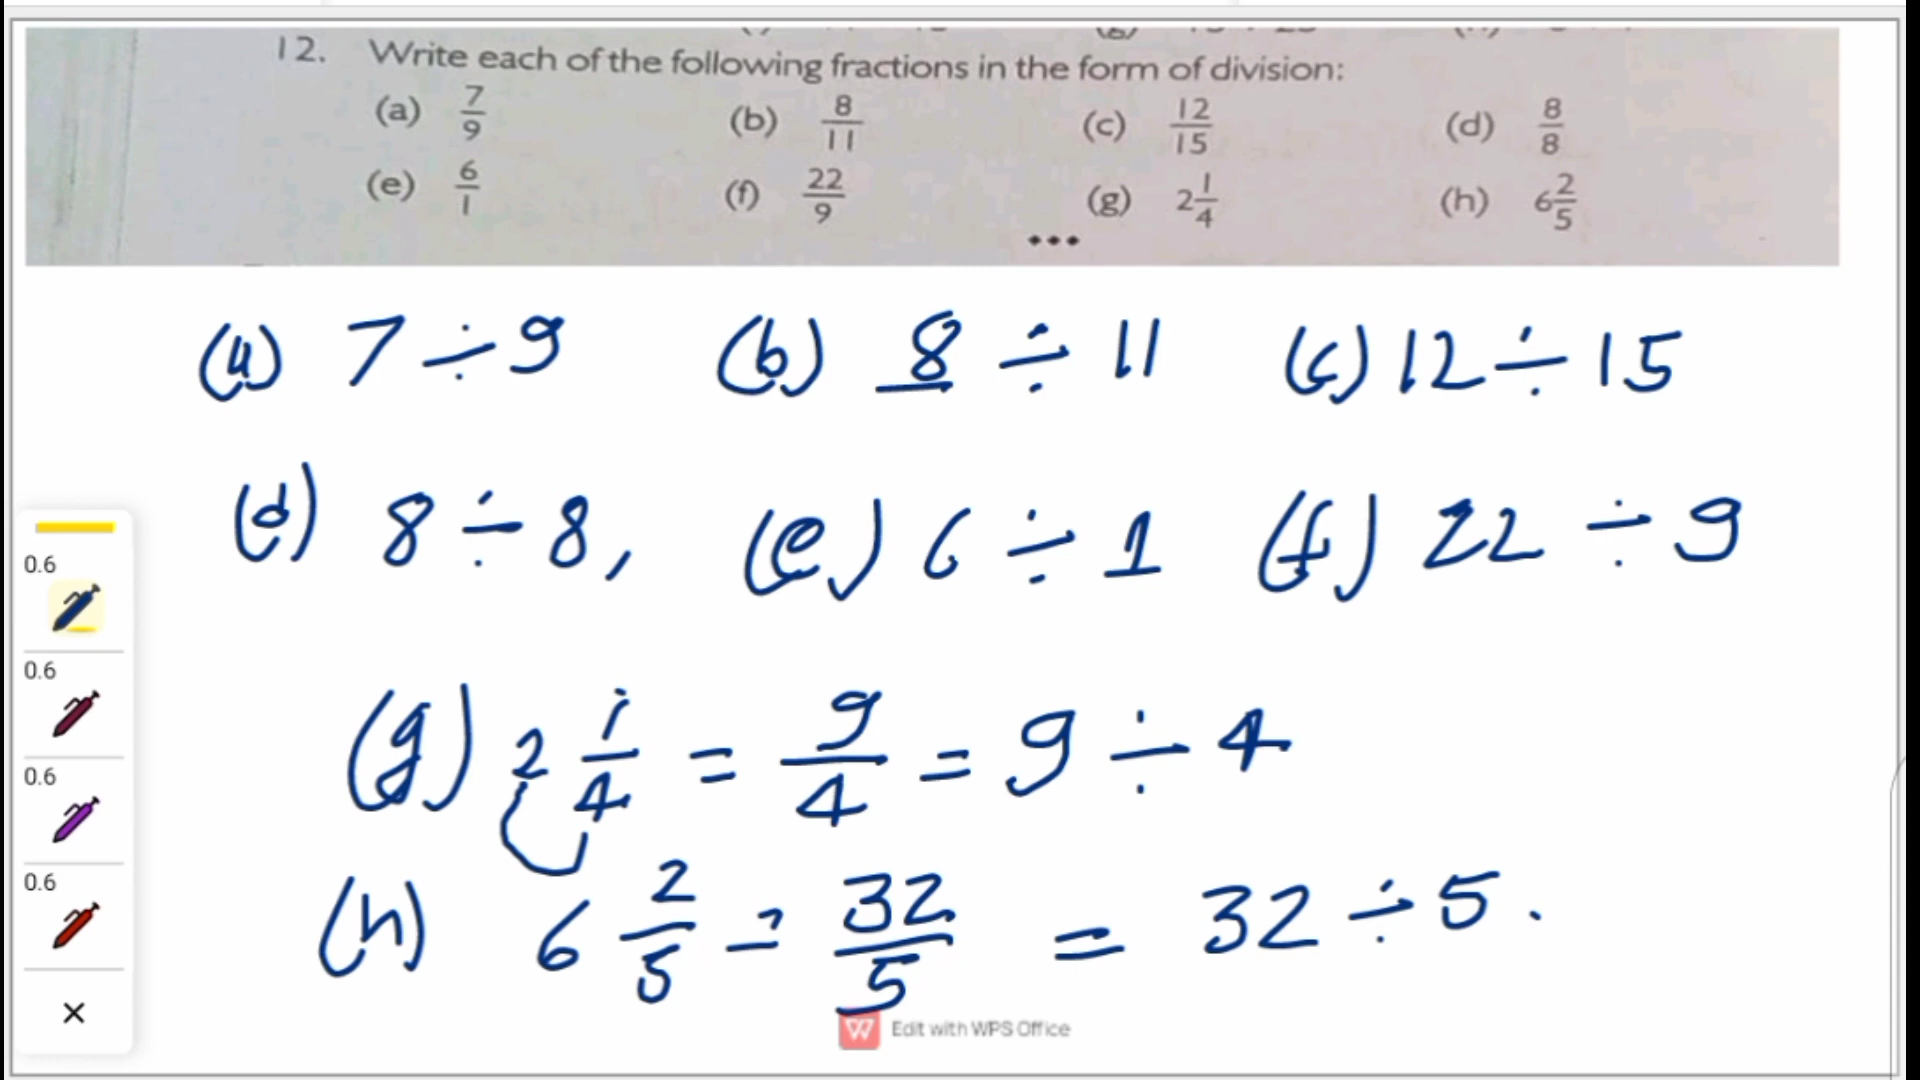 12. Write each of the following fractions in the form of division:
(a) 7/9 (b) 8/11 (c) 12/15 (d) 8/8
(e) 6/1 (f) 22/9 (g) 2 1/4 (h) 6 2/5
(a) 7 ÷ 9 (b) 8 ÷ 11 (c) 12 ÷ 15
(d) 8 ÷ 8, (e) 6 ÷ 1 (f) 22 ÷ 9
0.6
0.6
(g) 2 1/4 = 9/4 = 9 ÷ 4
0.6
0.6
(h) 6 2/5 = 32/5 = 32 ÷ 5.
Edit with WPS Office